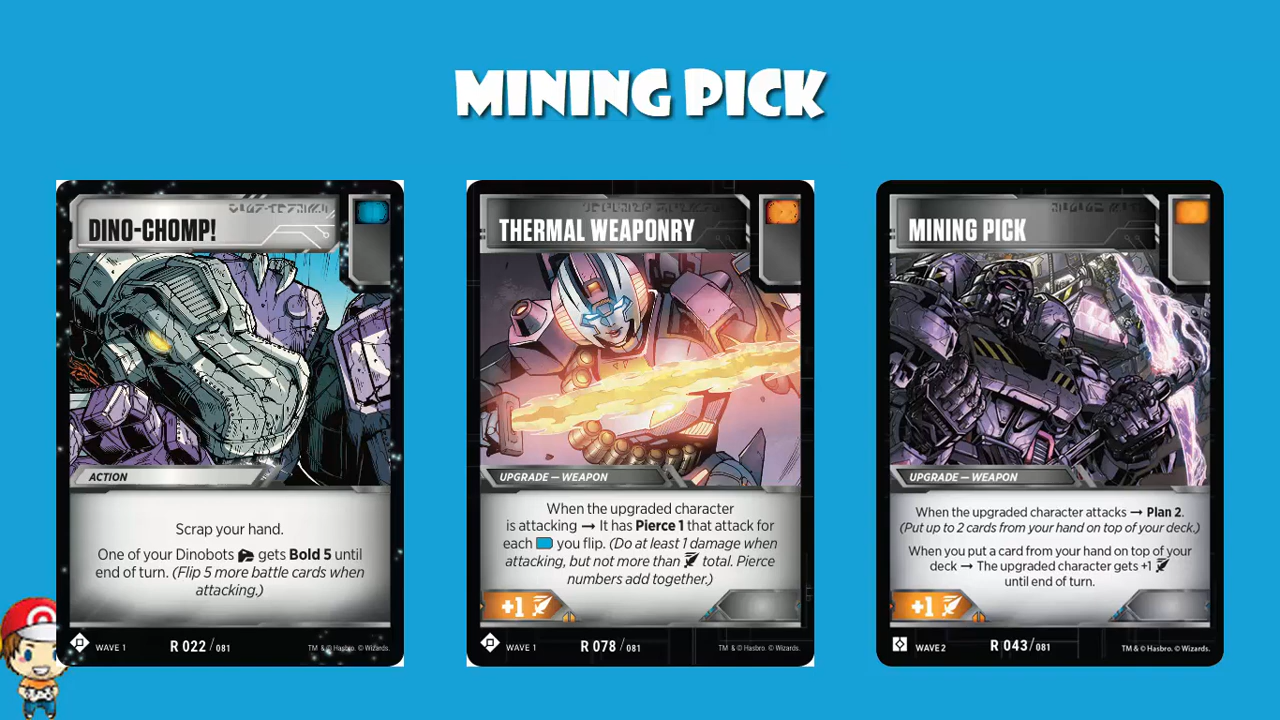 MINING PICK
DINO-CHOMP!
ACTION
Scrap your hand.
One of your Dinobots gets Bold 5 until
end of turn. (Flip 5 more battle cards when
attacking.)
WAVE 1
R 022/081
TM & © Hasbro. © Wizards.
THERMAL WEAPONRY
UPGRADE — WEAPON
When the upgraded character
is attacking → It has Pierce 1 that attack for
each you flip. (Do at least 1 damage when
attacking, but not more than total. Pierce
numbers add together.)
+1
WAVE 1
R 078/081
TM & © Hasbro. © Wizards.
MINING PICK
UPGRADE — WEAPON
When the upgraded character attacks → Plan 2.
(Put up to 2 cards from your hand on top of your deck.)
When you put a card from your hand on top of your
deck → The upgraded character gets +1
until end of turn.
+1
WAVE 2
R 043/081
TM & © Hasbro. © Wizards.